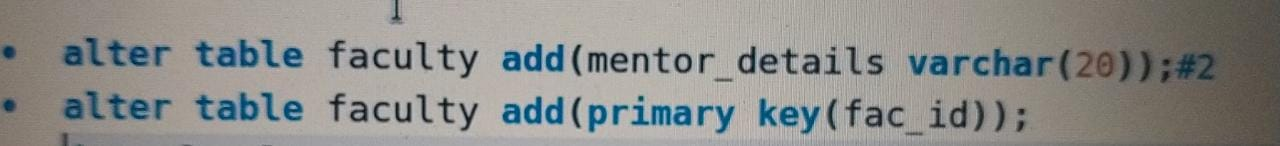 alter table faculty add(mentor_details varchar(20));#2
alter table faculty add(primary key(fac_id));